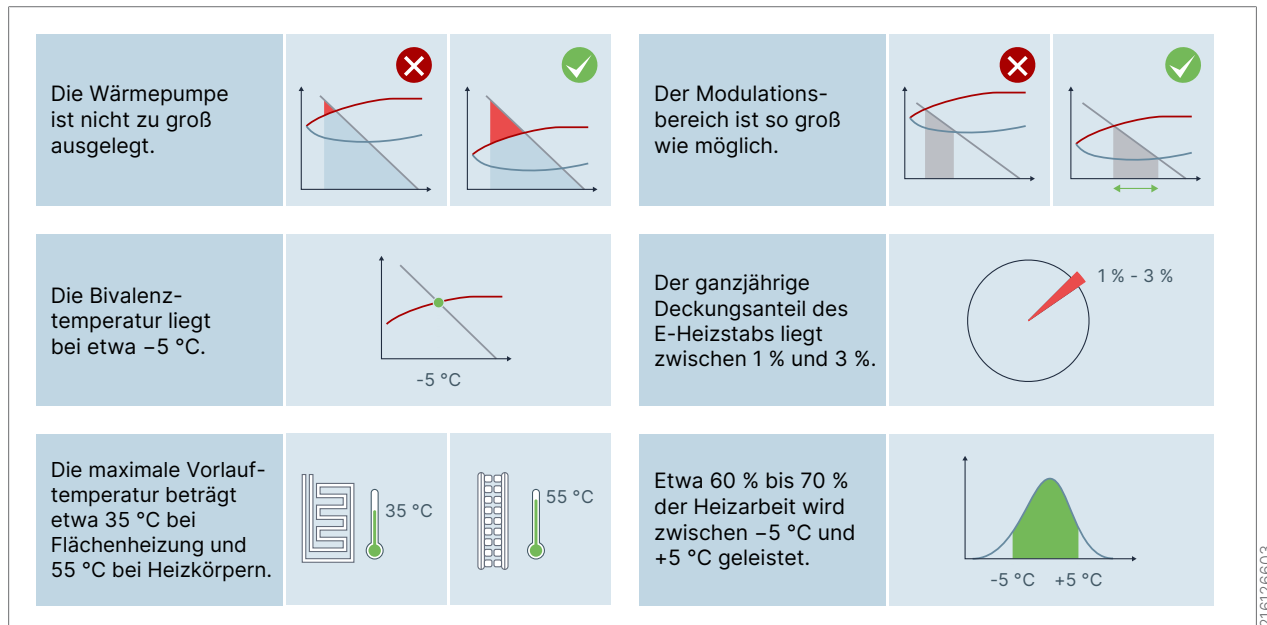 Die Wärmepumpe
ist nicht zu groß
ausgelegt.
Der Modulations-
bereich ist so groß
wie möglich.
Die Bivalenz-
temperatur liegt
bei etwa −5 °C.
-5 °C
Der ganzjährige
Deckungsanteil des
E-Heizstabs liegt
zwischen 1 % und 3 %.
1 % - 3 %
Die maximale Vorlauf-
temperatur beträgt
etwa 35 °C bei
Flächenheizung und
55 °C bei Heizkörpern.
35 °C
55 °C
Etwa 60 % bis 70 %
der Heizarbeit wird
zwischen −5 °C und
+5 °C geleistet.
-5 °C +5 °C